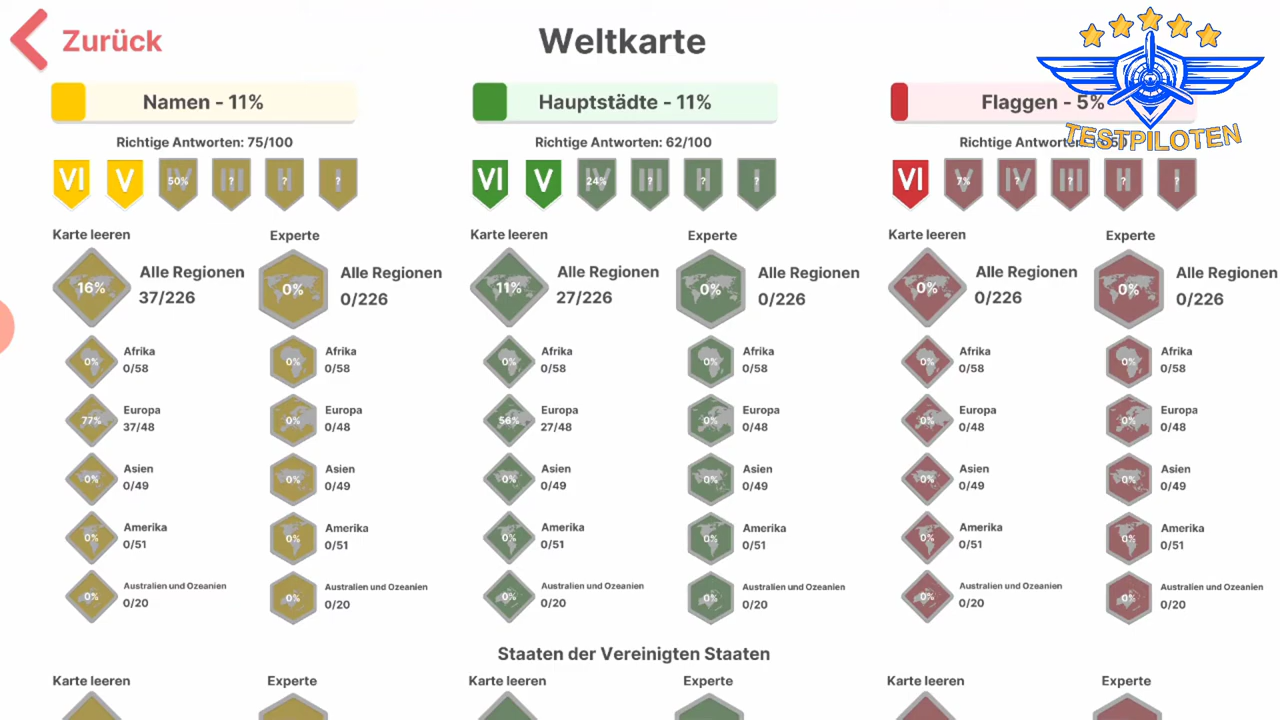 Zurück
Weltkarte
TESTPILOTEN
Namen - 11%
Hauptstädte - 11%
Flaggen - 5%
Richtige Antworten: 75/100
Richtige Antworten: 62/100
VI V IV 50% III ? II ? ?
VI V IV 24% III ? II ? ?
VI V 7% IV ? III ? II ? ?
Karte leeren
Experte
Karte leeren
Experte
Karte leeren
Experte
16% Alle Regionen
37/226
0% Alle Regionen
0/226
11% Alle Regionen
27/226
0% Alle Regionen
0/226
0% Alle Regionen
0/226
0% Alle Regionen
0/226
0% Afrika
0/58
0% Afrika
0/58
0% Afrika
0/58
0% Afrika
0/58
0% Afrika
0/58
0% Afrika
0/58
77% Europa
37/48
0% Europa
0/48
56% Europa
27/48
0% Europa
0/48
0% Europa
0/48
0% Europa
0/48
0% Asien
0/49
0% Asien
0/49
0% Asien
0/49
0% Asien
0/49
0% Asien
0/49
0% Asien
0/49
0% Amerika
0/51
0% Amerika
0/51
0% Amerika
0/51
0% Amerika
0/51
0% Amerika
0/51
0% Amerika
0/51
0% Australien und Ozeanien
0/20
0% Australien und Ozeanien
0/20
0% Australien und Ozeanien
0/20
0% Australien und Ozeanien
0/20
0% Australien und Ozeanien
0/20
0% Australien und Ozeanien
0/20
Staaten der Vereinigten Staaten
Karte leeren
Experte
Karte leeren
Experte
Karte leeren
Experte